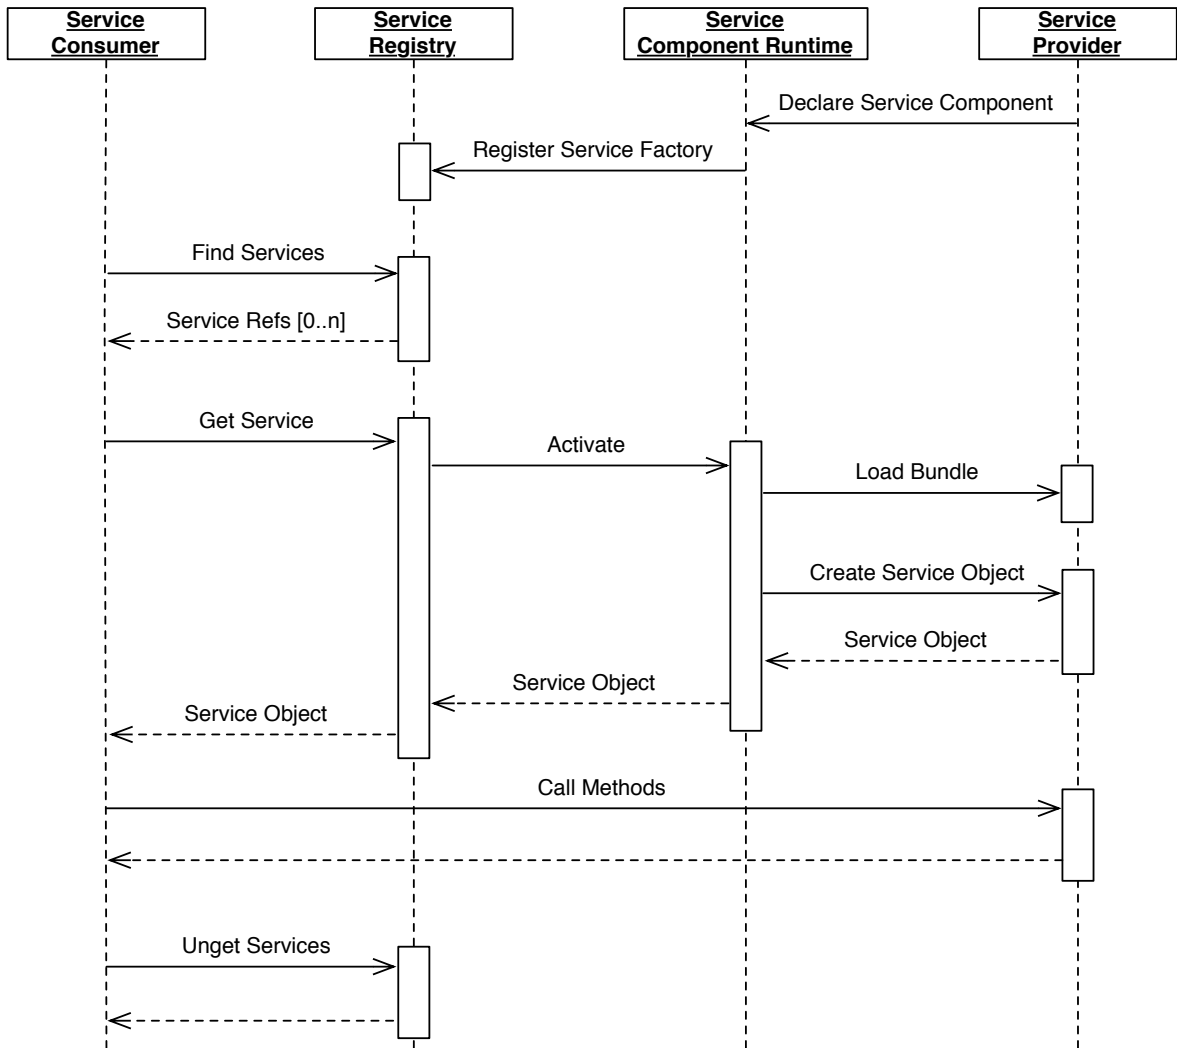 Service
Consumer
Service
Registry
Service
Component Runtime
Service
Provider
Declare Service Component
Register Service Factory
Find Services
Service Refs [0..n]
Get Service
Activate
Load Bundle
Create Service Object
Service Object
Service Object
Service Object
Call Methods
Unget Services